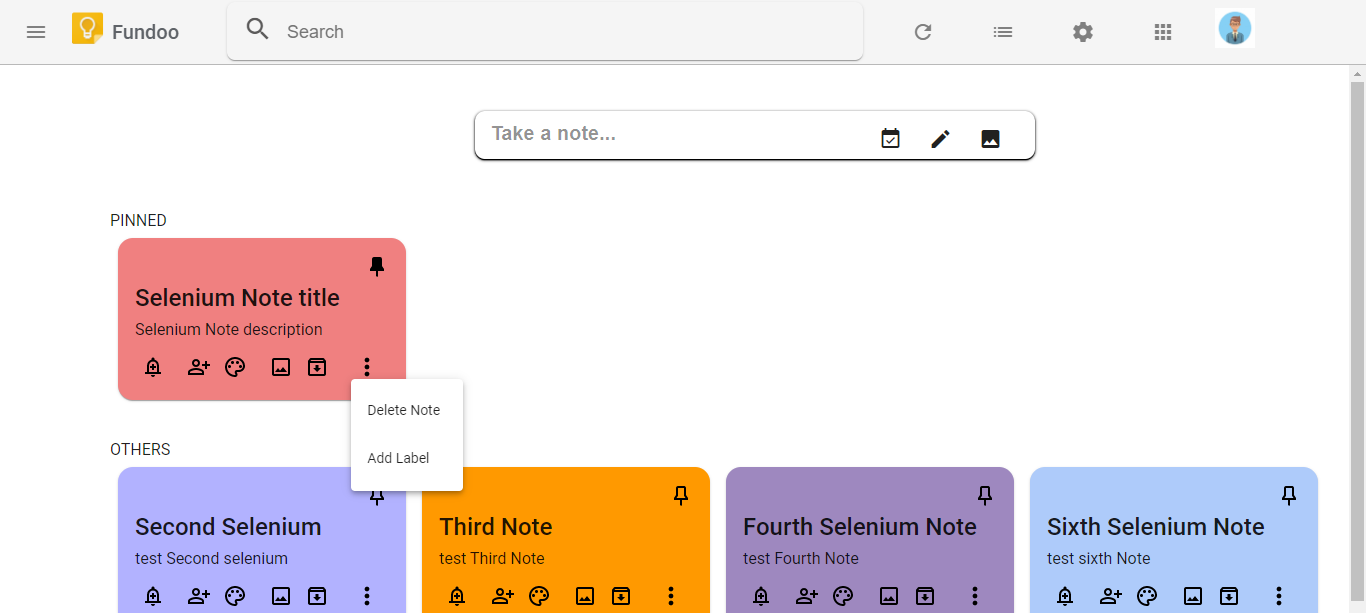 Fundoo
Search
Take a note...
PINNED
Selenium Note title
Selenium Note description
Delete Note
Add Label
OTHERS
Second Selenium
test Second selenium
Third Note
test Third Note
Fourth Selenium Note
test Fourth Note
Sixth Selenium Note
test sixth Note